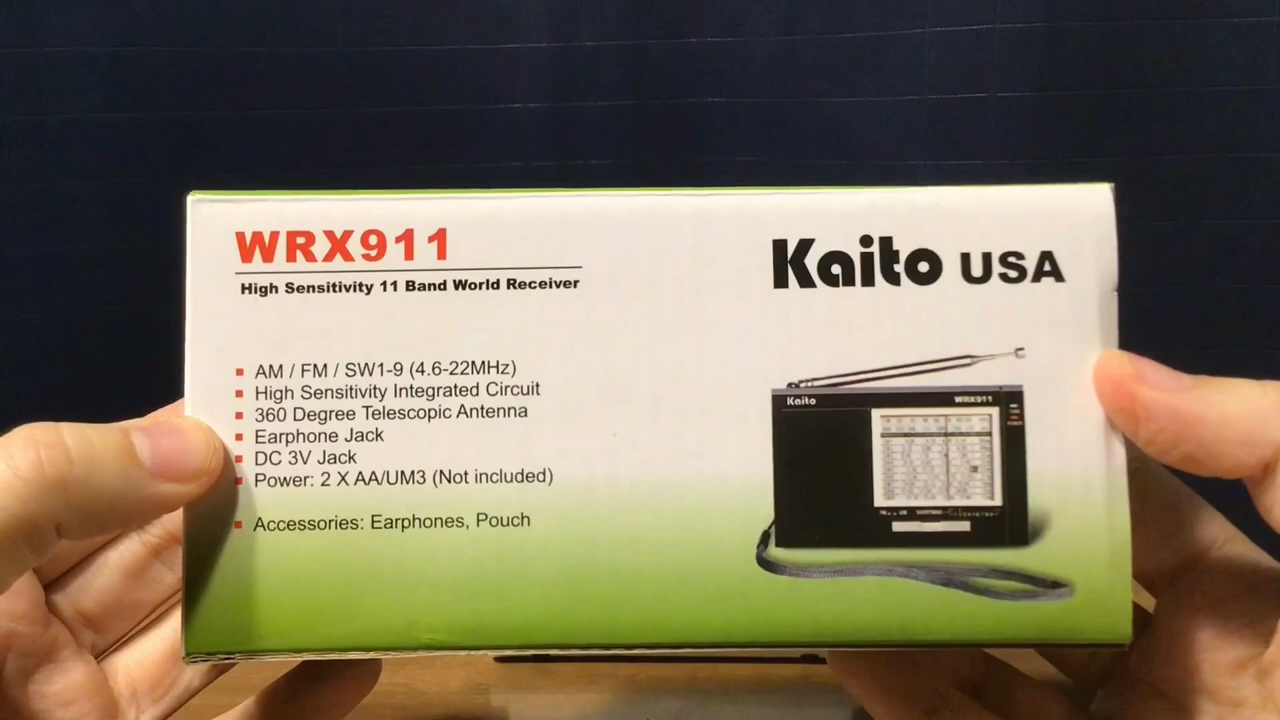 WRX911
High Sensitivity 11 Band World Receiver
Kaito USA
▪ AM / FM / SW1-9 (4.6-22MHz)
▪ High Sensitivity Integrated Circuit
▪ 360 Degree Telescopic Antenna
▪ Earphone Jack
▪ DC 3V Jack
▪ Power: 2 X AA/UM3 (Not included)
▪ Accessories: Earphones, Pouch
Kaito WRX911